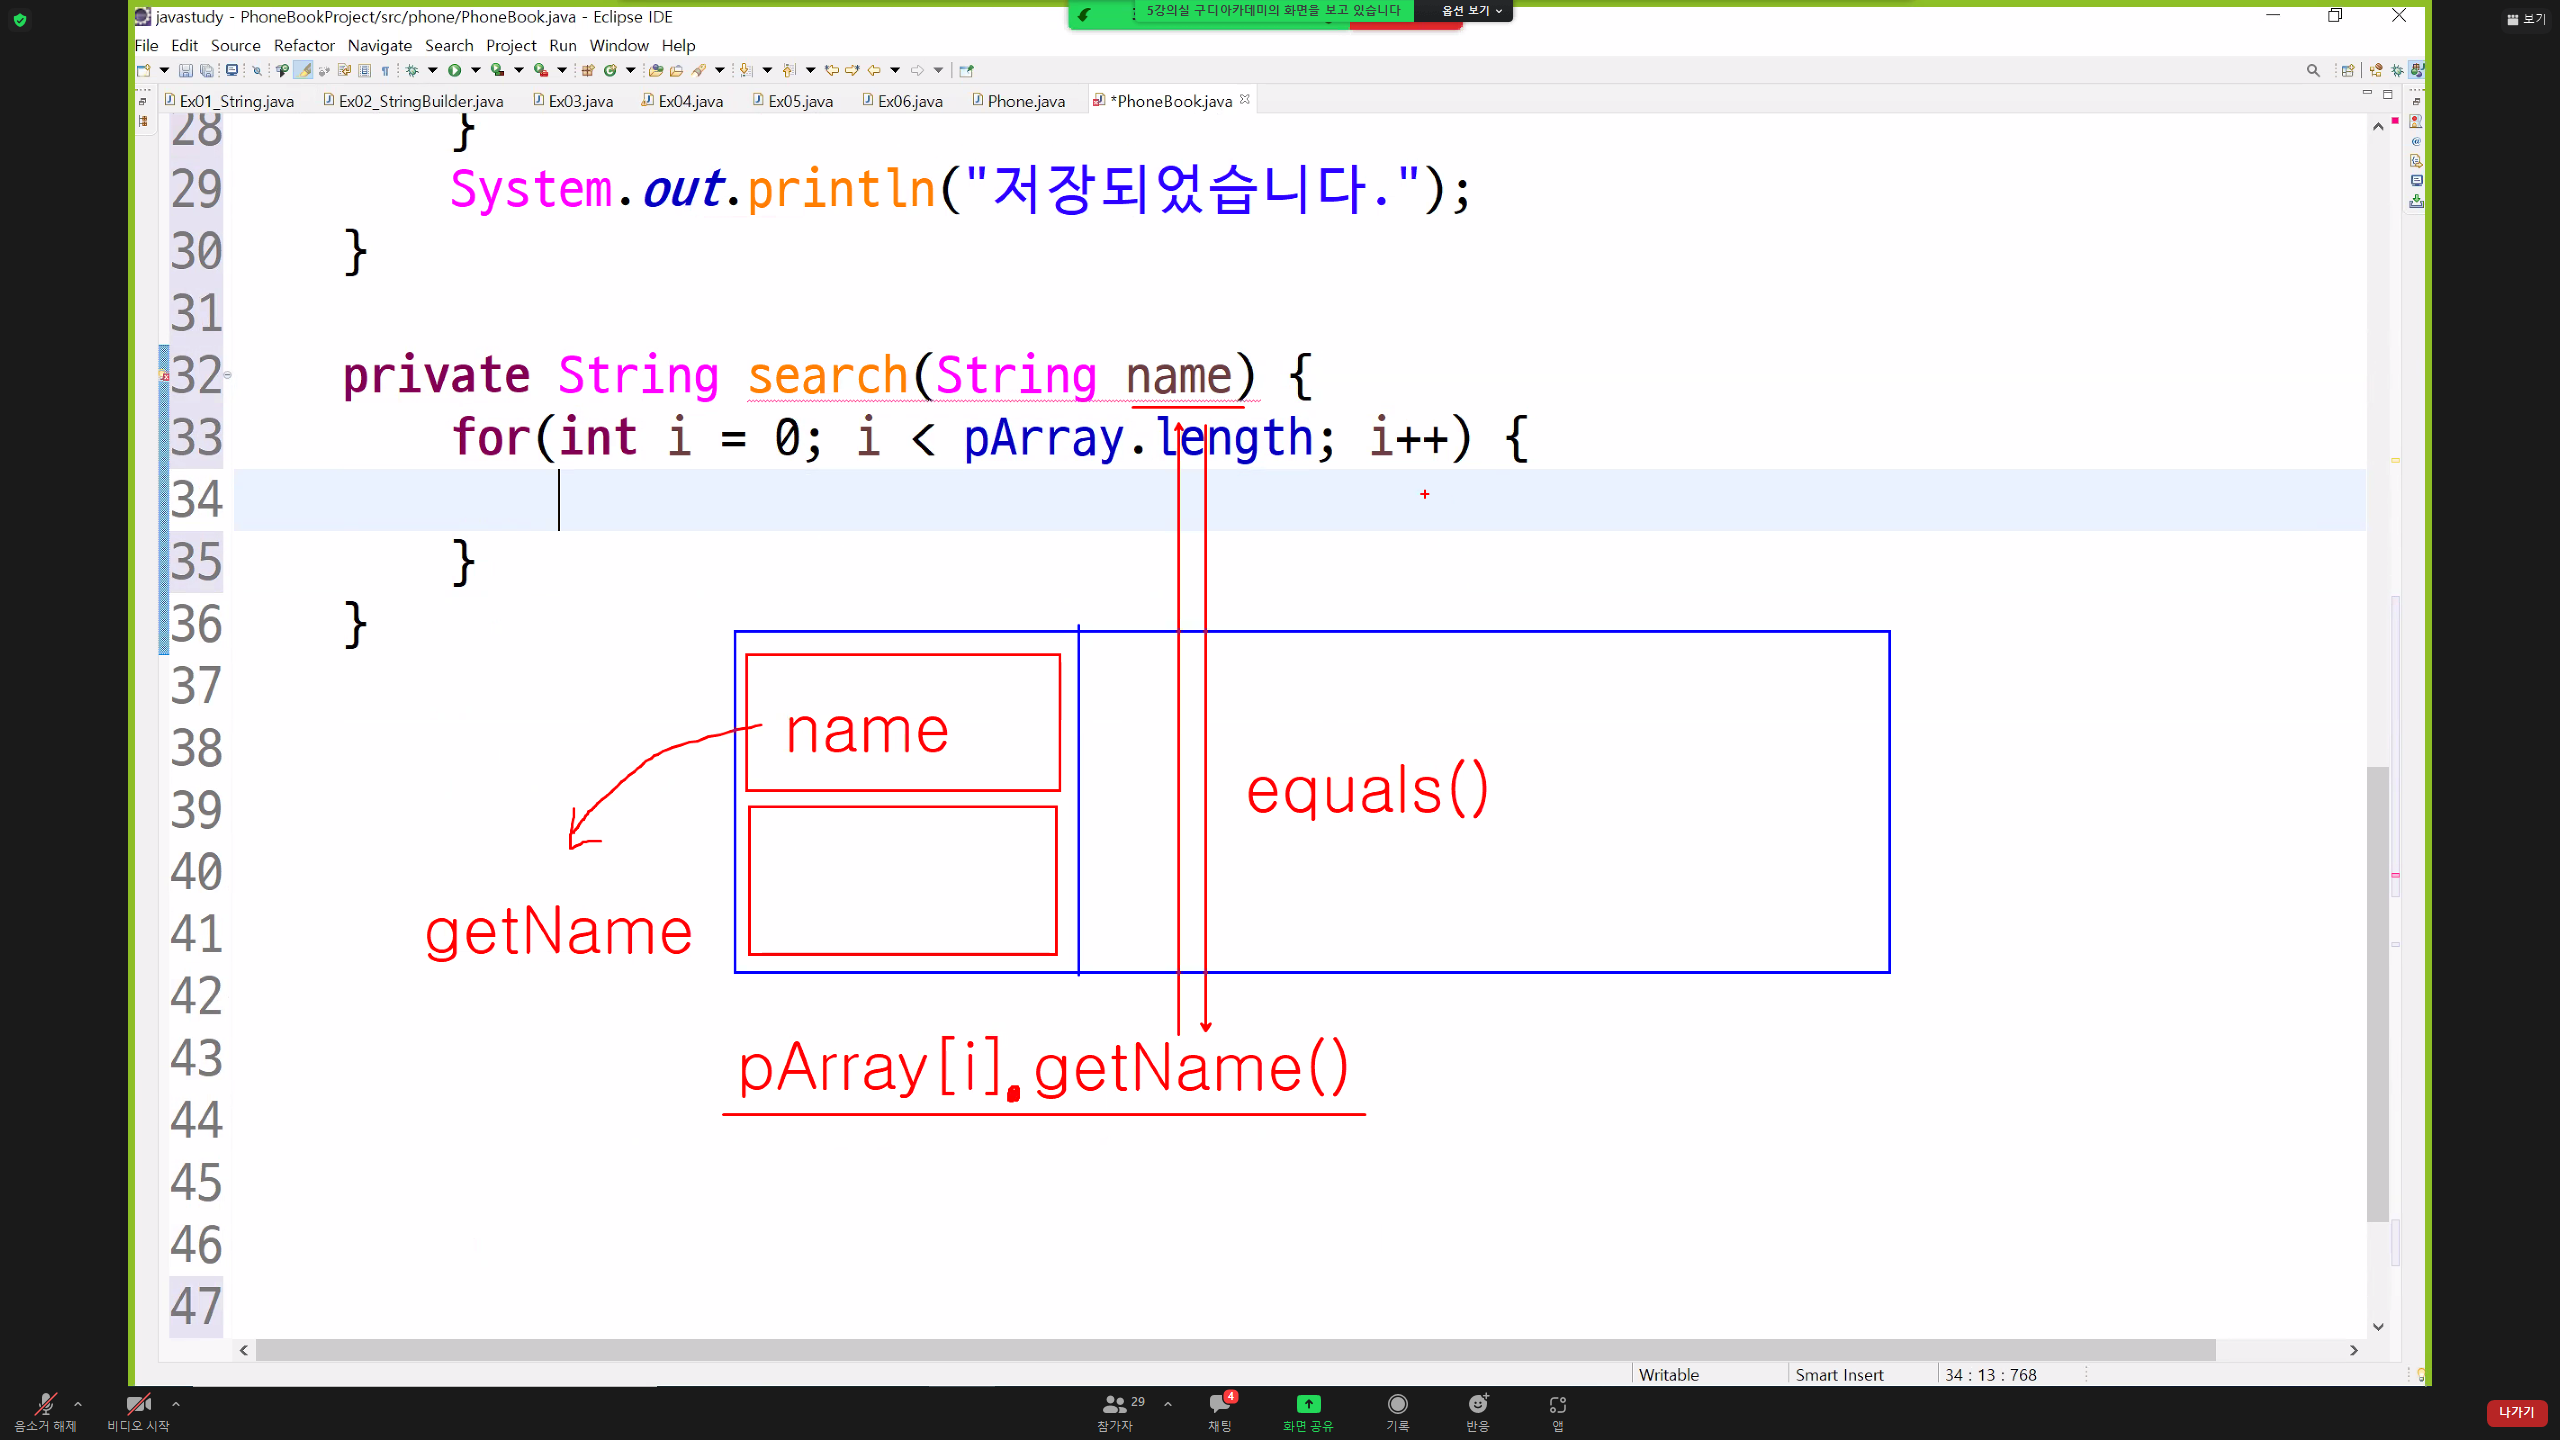 javastudy - PhoneBookProject/src/phone/PhoneBook.java - Eclipse IDE
5강의실 구디아카데미의 화면을 보고 있습니다
옵션 보기
보기
File Edit Source Refactor Navigate Search Project Run Window Help
Ex01_String.java Ex02_StringBuilder.java Ex03.java Ex04.java Ex05.java Ex06.java Phone.java *PhoneBook.java
28 }
29 System.out.println("저장되었습니다.");
30 }
31
32 private String search(String name) {
33 for(int i = 0; i < pArray.length; i++) {
34
35 }
36 }
37
38 name
39 equals()
40
41 getName
42
43 pArray[i].getName()
44
45
46
47
Writable Smart Insert 34 : 13 : 768
음소거 해제 비디오 시작 29 참가자 4 채팅 화면 공유 기록 반응 앱 나가기